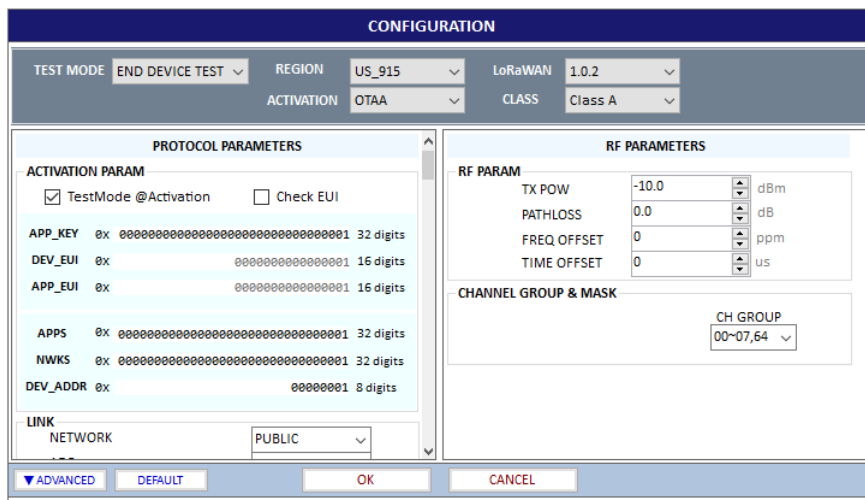 CONFIGURATION
TEST MODE END DEVICE TEST REGION US_915 LoRaWAN 1.0.2
ACTIVATION OTAA CLASS Class A
PROTOCOL PARAMETERS
ACTIVATION PARAM
TestMode @Activation Check EUI
APP_KEY 0x 00000000000000000000000000000001 32 digits
DEV_EUI 0x 0000000000000001 16 digits
APP_EUI 0x 0000000000000001 16 digits
APPS 0x 00000000000000000000000000000001 32 digits
NWKS 0x 00000000000000000000000000000001 32 digits
DEV_ADDR 0x 00000001 8 digits
LINK
NETWORK PUBLIC
RF PARAMETERS
RF PARAM
TX POW -10.0 dBm
PATHLOSS 0.0 dB
FREQ OFFSET 0 ppm
TIME OFFSET 0 us
CHANNEL GROUP & MASK
CH GROUP
00~07,64
▼ ADVANCED DEFAULT OK CANCEL